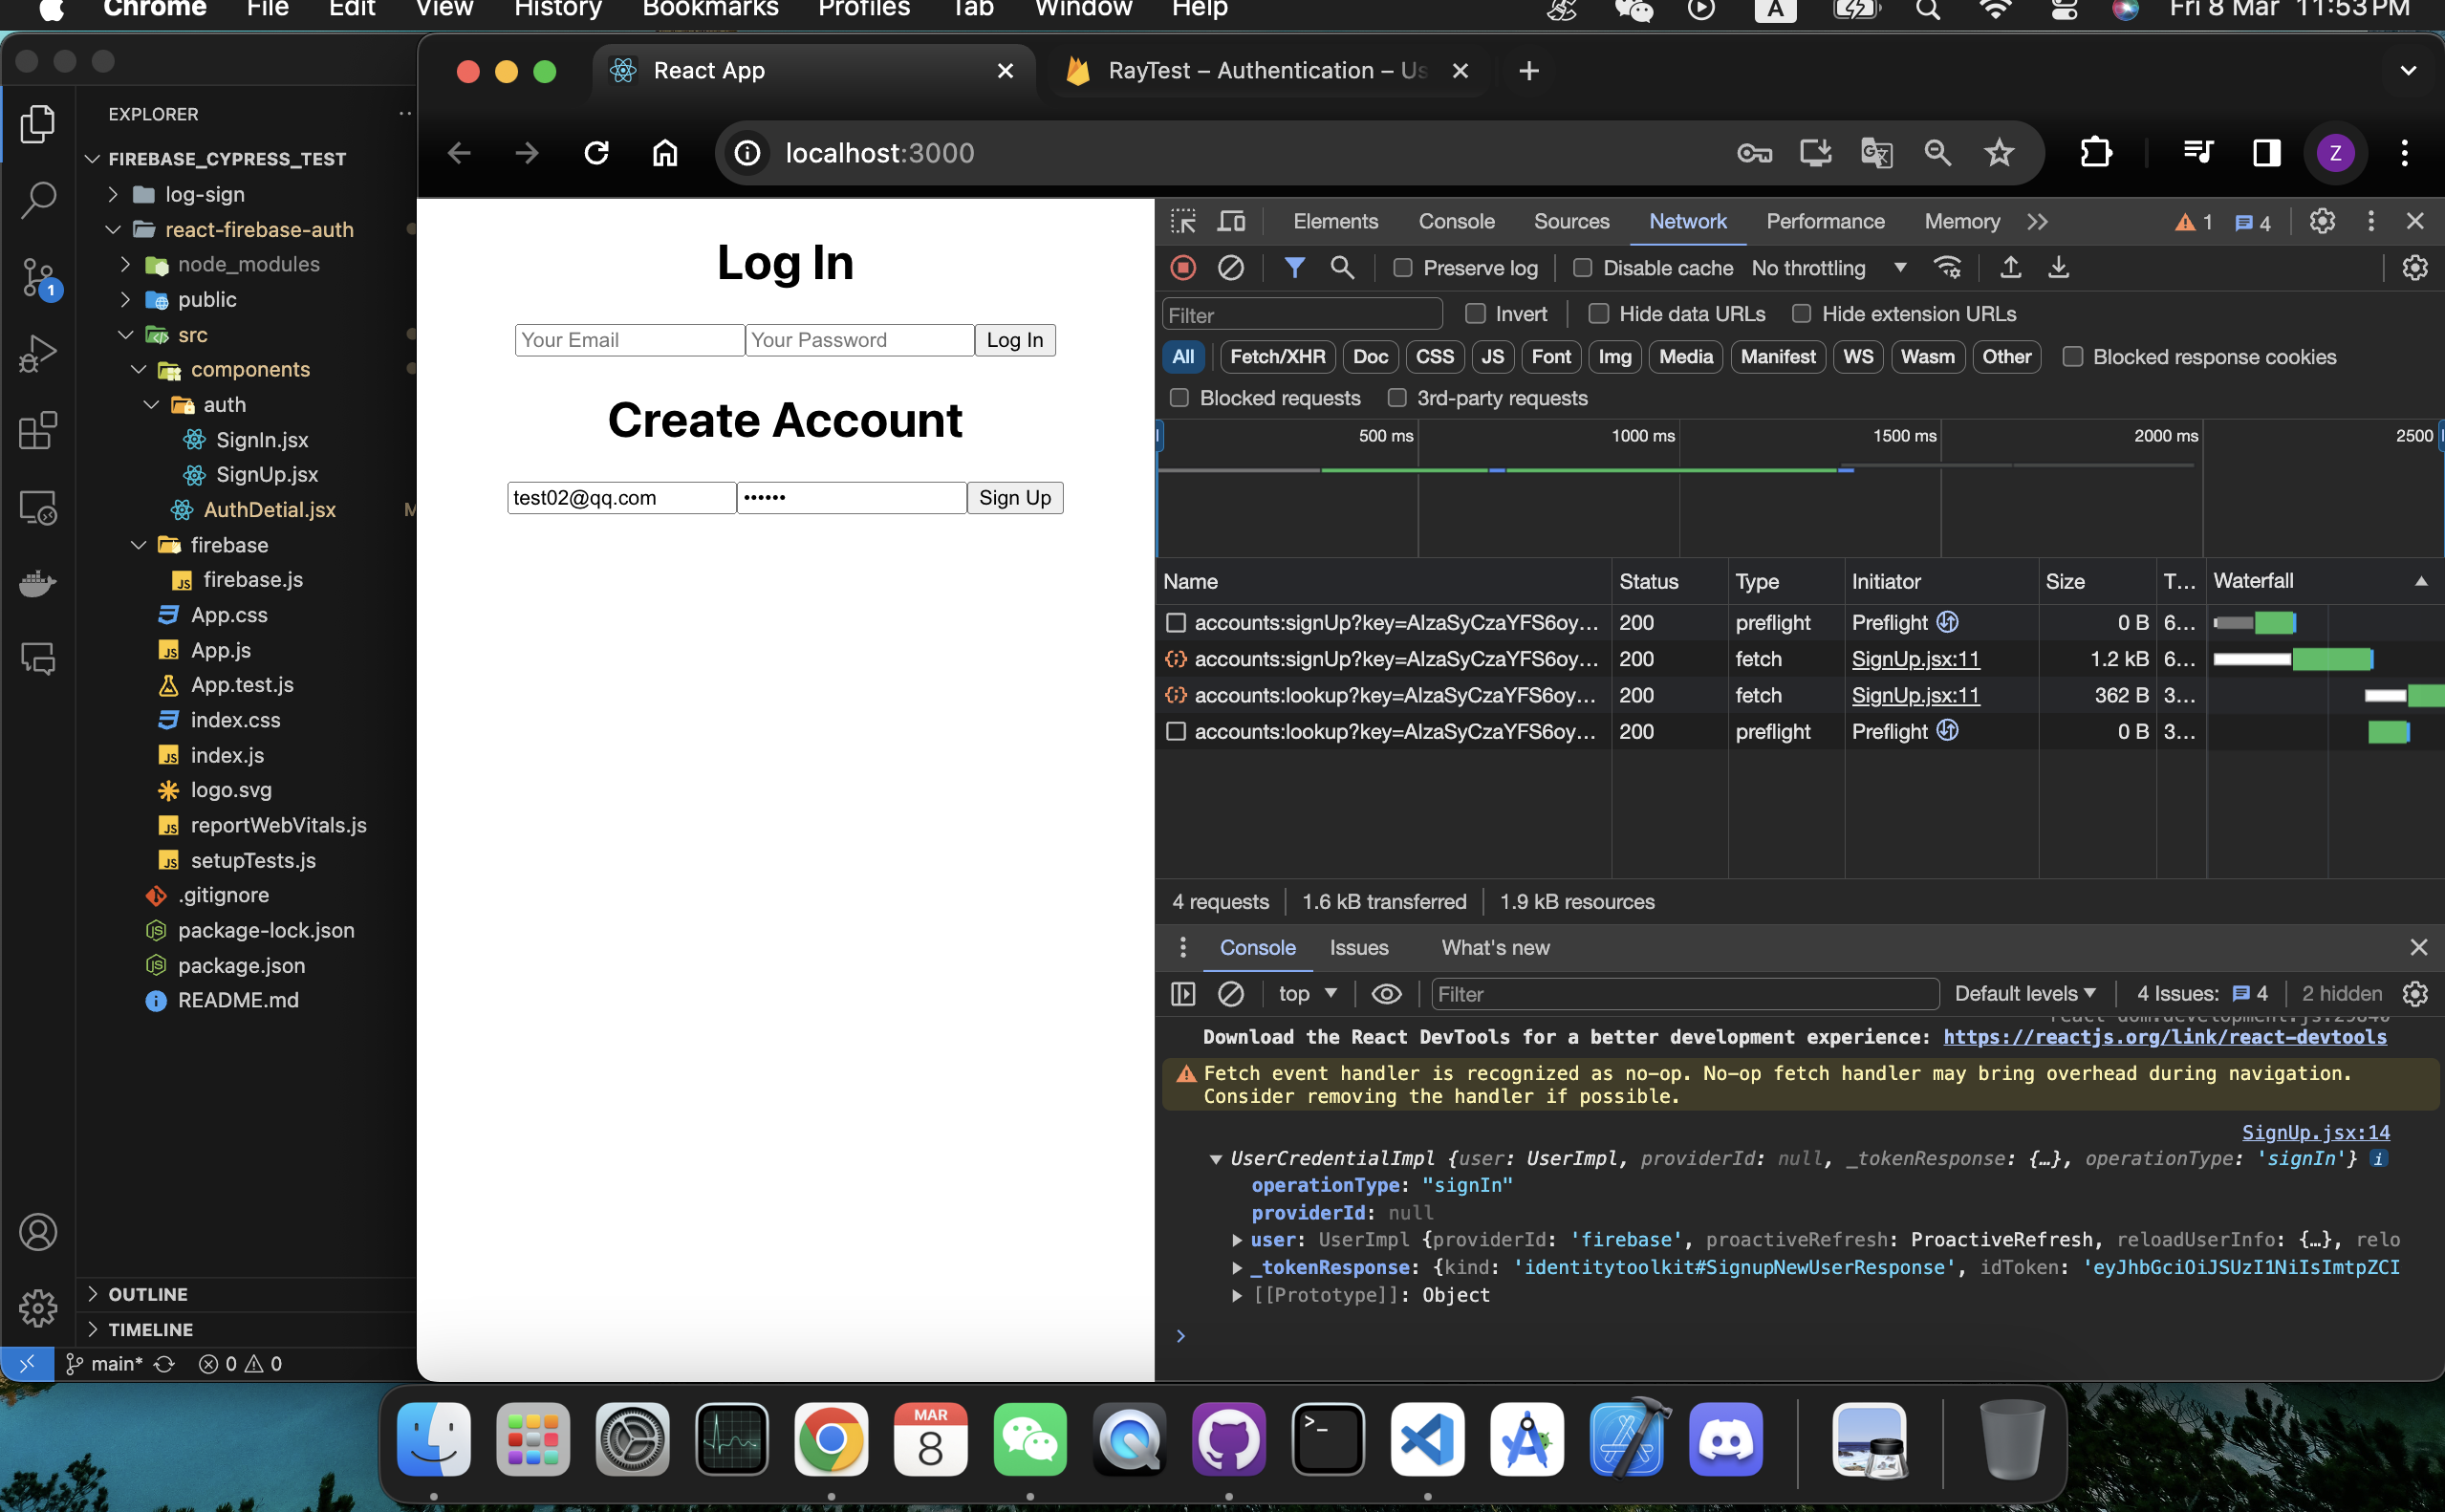 Chrome File Edit View History Bookmarks Profiles Tab Window Help A Fri 8 Mar 11:53 PM
React App
RayTest – Authentication – Us
localhost:3000
Z
EXPLORER
FIREBASE_CYPRESS_TEST
log-sign
react-firebase-auth
node_modules
public
src
components
auth
SignIn.jsx
SignUp.jsx
AuthDetial.jsx M
firebase
firebase.js
App.css
App.js
App.test.js
index.css
index.js
logo.svg
reportWebVitals.js
setupTests.js
.gitignore
package-lock.json
package.json
README.md
1
OUTLINE
TIMELINE
main* 0 0
Log In
Your Email Your Password Log In
Create Account
test02@qq.com •••••• Sign Up
Elements Console Sources Network Performance Memory 1 4
Preserve log Disable cache No throttling
Filter Invert Hide data URLs Hide extension URLs
All Fetch/XHR Doc CSS JS Font Img Media Manifest WS Wasm Other Blocked response cookies
Blocked requests 3rd-party requests
500 ms 1000 ms 1500 ms 2000 ms 2500
Name Status Type Initiator Size T... Waterfall
accounts:signUp?key=AIzaSyCzaYFS6oy... 200 preflight Preflight 0 B 6...
accounts:signUp?key=AIzaSyCzaYFS6oy... 200 fetch SignUp.jsx:11 1.2 kB 6...
accounts:lookup?key=AIzaSyCzaYFS6oy... 200 fetch SignUp.jsx:11 362 B 3...
accounts:lookup?key=AIzaSyCzaYFS6oy... 200 preflight Preflight 0 B 3...
4 requests 1.6 kB transferred 1.9 kB resources
Console Issues What's new
top Filter Default levels 4 Issues: 4 2 hidden
react-dom.development.js:29840
Download the React DevTools for a better development experience: https://reactjs.org/link/react-devtools
Fetch event handler is recognized as no-op. No-op fetch handler may bring overhead during navigation.
Consider removing the handler if possible.
SignUp.jsx:14
UserCredentialImpl {user: UserImpl, providerId: null, _tokenResponse: {…}, operationType: 'signIn'}
operationType: "signIn"
providerId: null
user: UserImpl {providerId: 'firebase', proactiveRefresh: ProactiveRefresh, reloadUserInfo: {…}, relo
_tokenResponse: {kind: 'identitytoolkit#SignupNewUserResponse', idToken: 'eyJhbGciOiJSUzI1NiIsImtpZCI
[[Prototype]]: Object
MAR
8